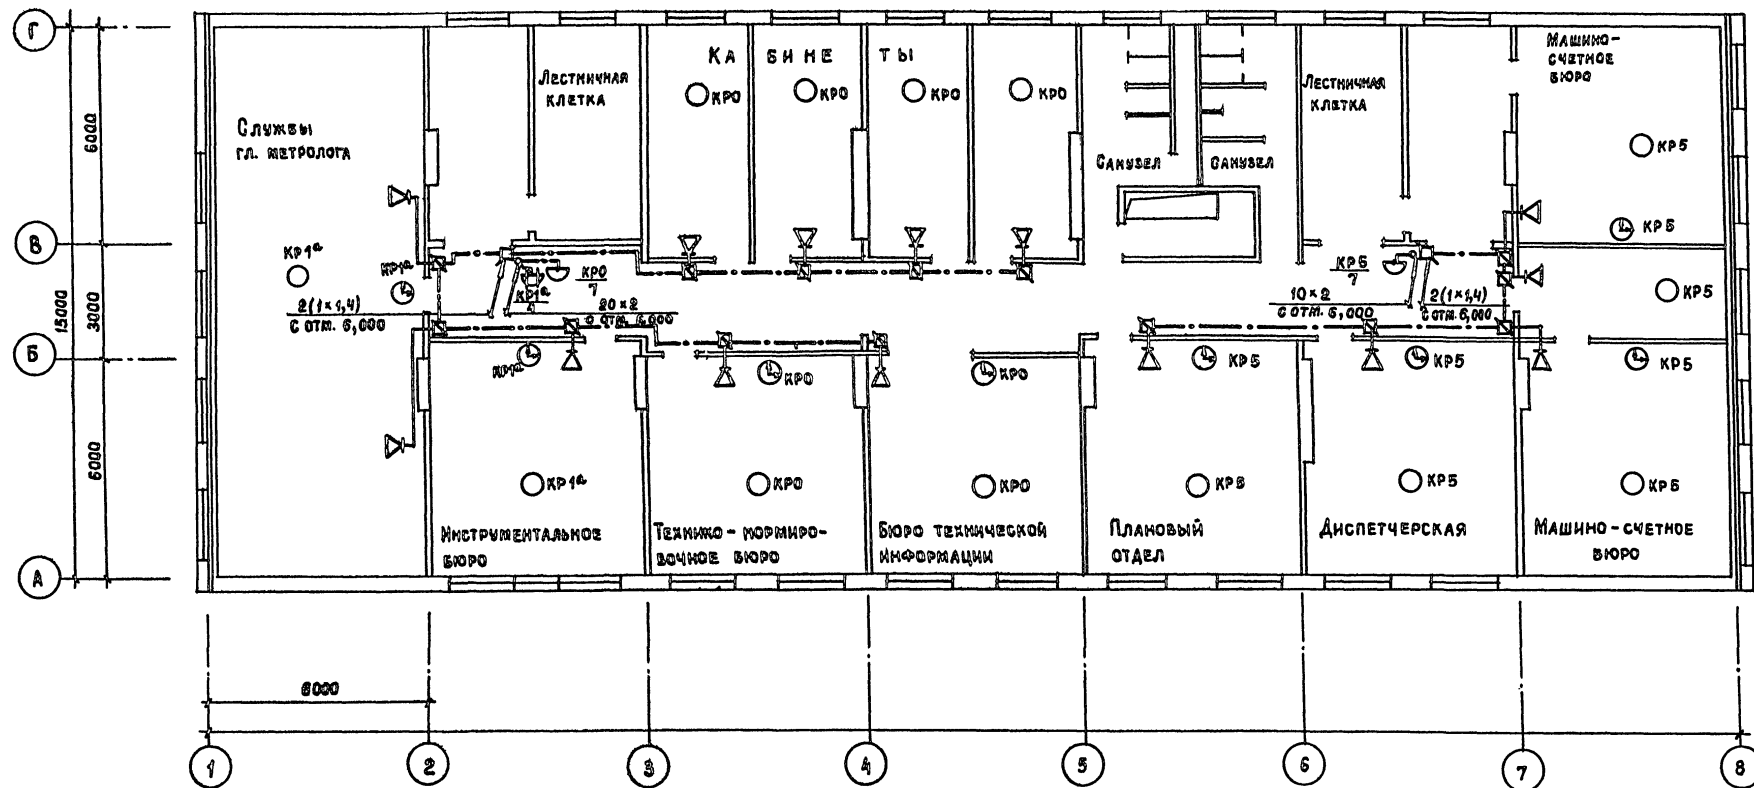 Г
В
Б
А
6000
3000
6000
15000
КАБИНЕТЫ
Лестничная
клетка
Лестничная
клетка
Машино-
счетное
бюро
Службы
гл. метролога
КРО
КРО
КРО
КРО
Санузел
Санузел
КР5
КР5
КР5
КР1а
КР1а
КР1а
КРО
7
КР5
7
2(1×1,4)
с отм. 6,000
20×2
с отм. 6,000
10×2
с отм. 6,000
2(1×1,4)
с отм. 6,000
КР1а
КРО
КРО
КР5
КР5
КР5
КР1а
КРО
КРО
КР5
КР5
КР5
Инструментальное
бюро
Технико-нормиро-
вочное бюро
Бюро технической
информации
Плановый
отдел
Диспетчерская
Машино-счетное
бюро
6000
1
2
3
4
5
6
7
8